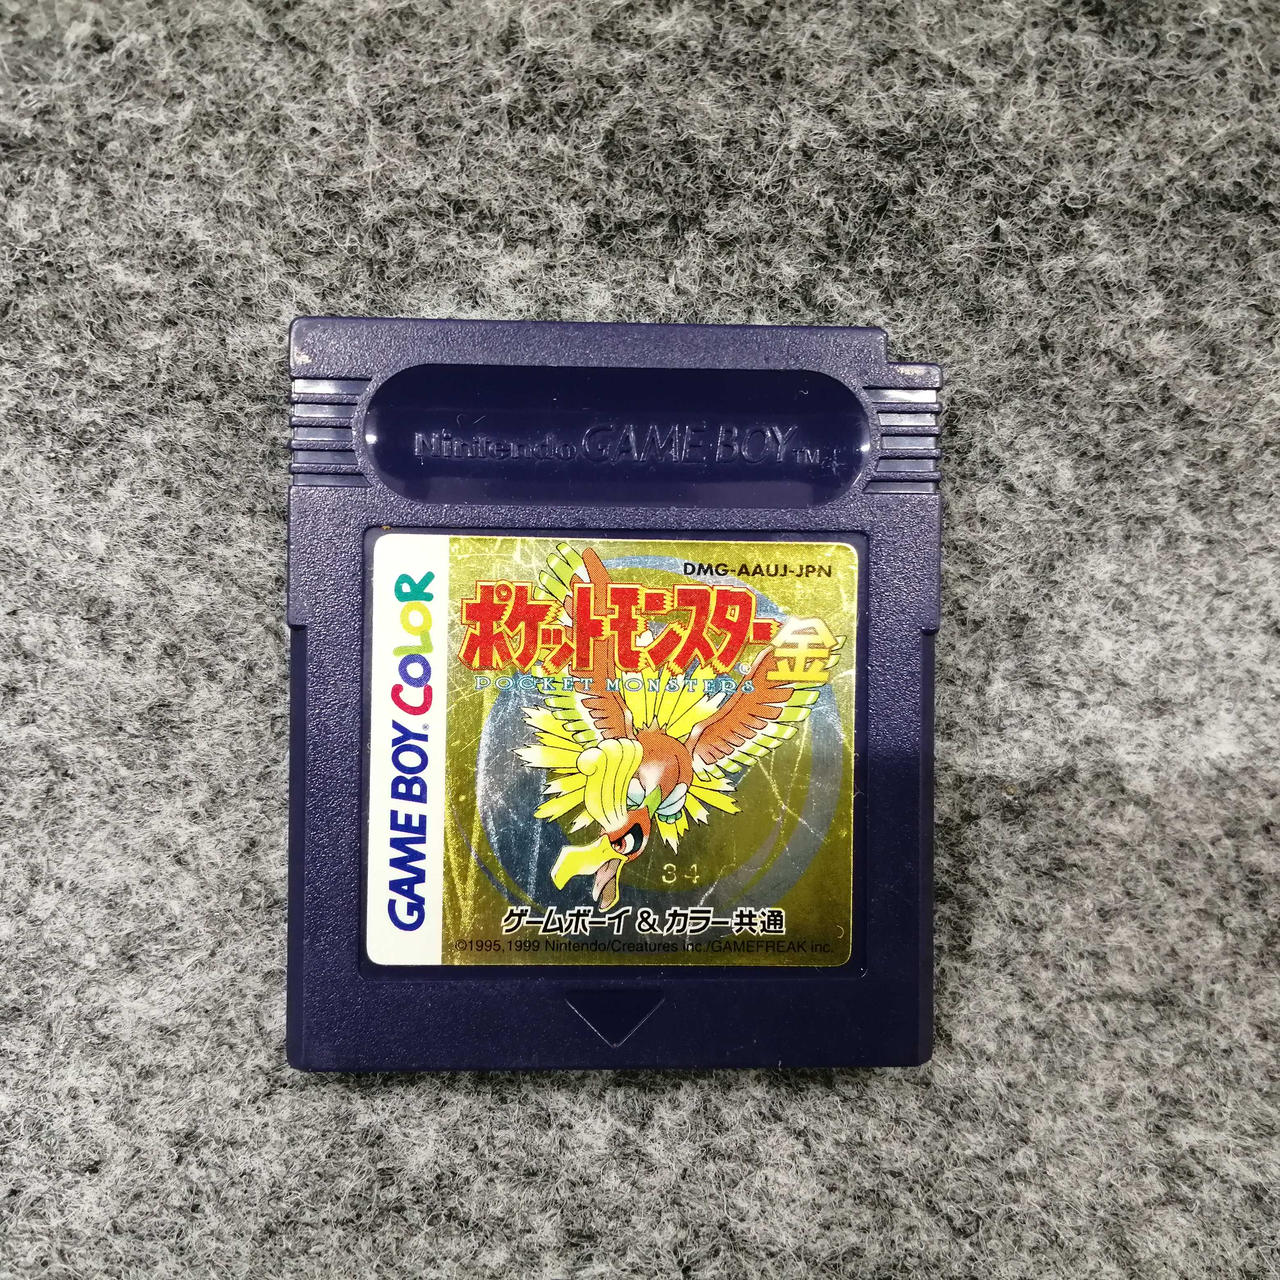 Nintendo GAME BOY TM
GAME BOY® COLOR
DMG-AAUJ-JPN
ポケットモンスター 金
POCKET MONSTERS
34
ゲームボーイ & カラー共通
©1995,1999 Nintendo/Creatures inc./GAMEFREAK inc.